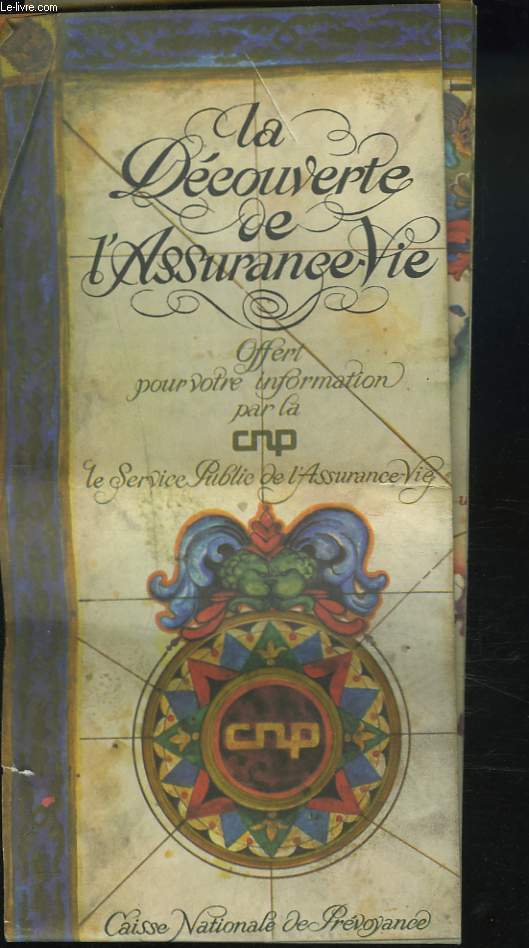 Le-livre.com
la
Découverte
de
l'Assurance-Vie
Offert
pour votre information
par la
cnp
le Service Public de l'Assurance-Vie
cnp
Caisse Nationale de Prévoyance